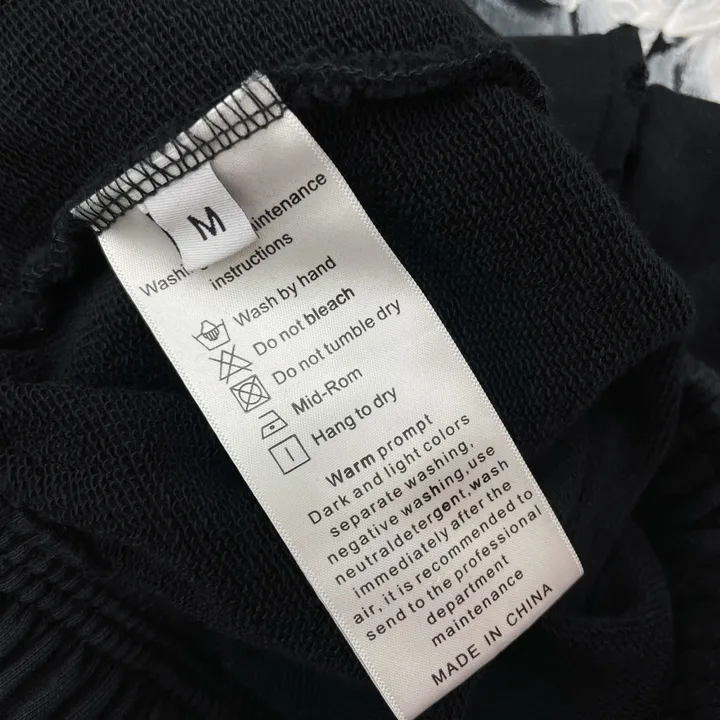 M
intenance
instructions
Wash by hand
Do not bleach
Do not tumble dry
Mid-Rom
Hang to dry
Warm prompt
Dark and light colors
separate washing,
negative washing,use
neutraldetergent,wash
immediately after the
air, it is recommended to
send to the professional
department
maintenance
MADE IN CHINA